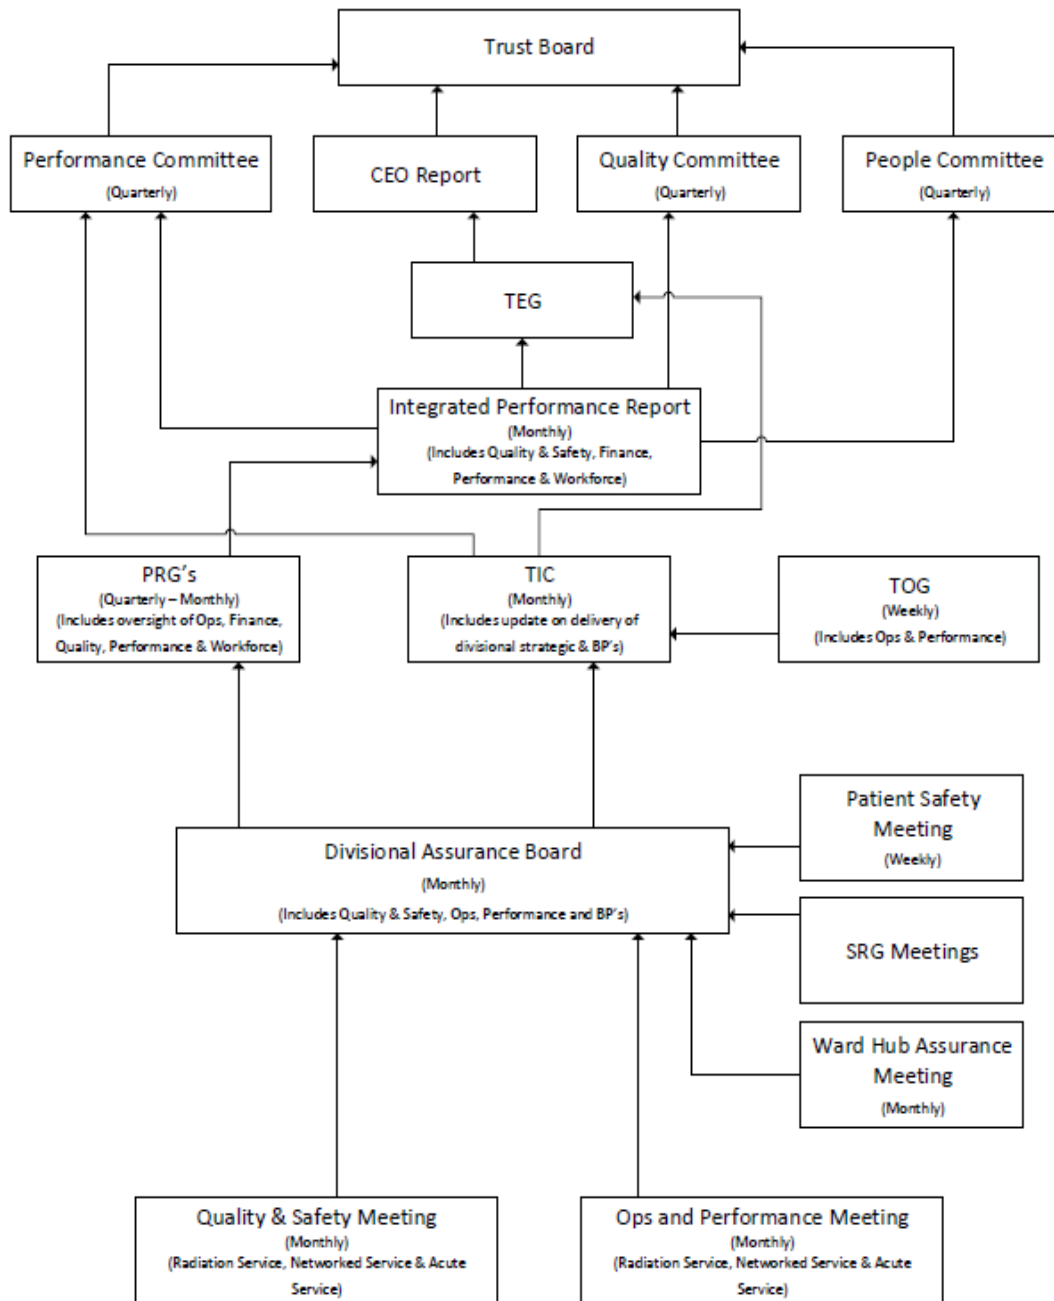 Trust Board
Performance Committee
(Quarterly)
CEO Report
Quality Committee
(Quarterly)
People Committee
(Quarterly)
TEG
Integrated Performance Report
(Monthly)
(Includes Quality & Safety, Finance,
Performance & Workforce)
PRG's
(Quarterly – Monthly)
(Includes oversight of Ops, Finance,
Quality, Performance & Workforce)
TIC
(Monthly)
(Includes update on delivery of
divisional strategic & BP's)
TOG
(Weekly)
(Includes Ops & Performance)
Patient Safety
Meeting
(Weekly)
Divisional Assurance Board
(Monthly)
(Includes Quality & Safety, Ops, Performance and BP's)
SRG Meetings
Ward Hub Assurance
Meeting
(Monthly)
Quality & Safety Meeting
(Monthly)
(Radiation Service, Networked Service & Acute
Service)
Ops and Performance Meeting
(Monthly)
(Radiation Service, Networked Service & Acute
Service)